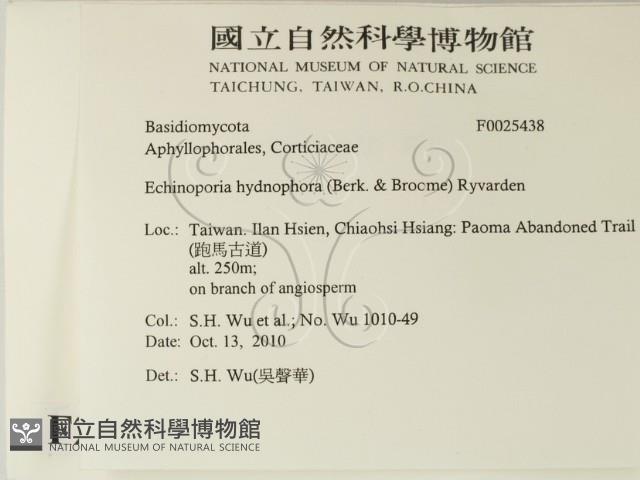 國立自然科學博物館
NATIONAL MUSEUM OF NATURAL SCIENCE
TAICHUNG, TAIWAN, R.O.CHINA
Basidiomycota F0025438
Aphyllophorales, Corticiaceae
Echinoporia hydnophora (Berk. & Brocme) Ryvarden
Loc.: Taiwan. Ilan Hsien, Chiaohsi Hsiang: Paoma Abandoned Trail
(跑馬古道)
alt. 250m;
on branch of angiosperm
Col.: S.H. Wu et al.; No. Wu 1010-49
Date: Oct. 13, 2010
Det.: S.H. Wu(吳聲華)
國立自然科學博物館
NATIONAL MUSEUM OF NATURAL SCIENCE